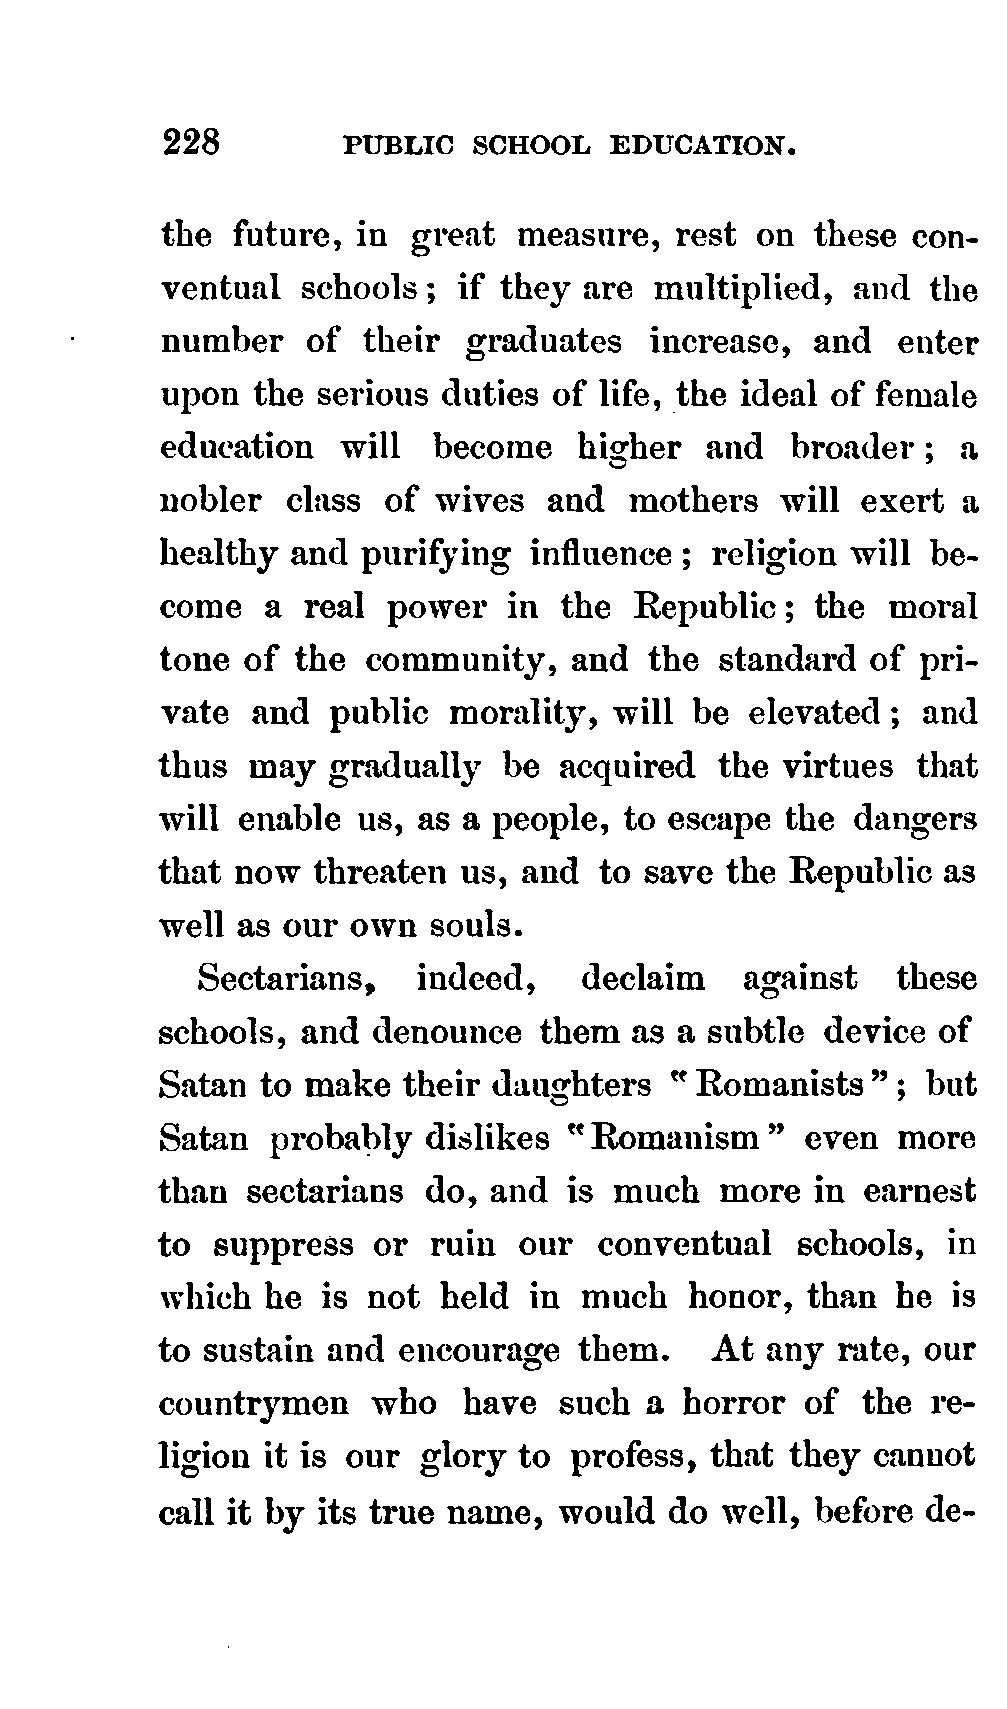 228 PUBLIC SCHOOL EDUCATION.
the future, in great measure, rest on these con-
ventual schools; if they are multiplied, and the
number of their graduates increase, and enter
upon the serious duties of life, the ideal of female
education will become higher and broader; a
nobler class of wives and mothers will exert a
healthy and purifying influence; religion will be-
come a real power in the Republic; the moral
tone of the community, and the standard of pri-
vate and public morality, will be elevated; and
thus may gradually be acquired the virtues that
will enable us, as a people, to escape the dangers
that now threaten us, and to save the Republic as
well as our own souls.
Sectarians, indeed, declaim against these
schools, and denounce them as a subtle device of
Satan to make their daughters "Romanists"; but
Satan probably dislikes "Romanism" even more
than sectarians do, and is much more in earnest
to suppress or ruin our conventual schools, in
which he is not held in much honor, than he is
to sustain and encourage them. At any rate, our
countrymen who have such a horror of the re-
ligion it is our glory to profess, that they cannot
call it by its true name, would do well, before de-